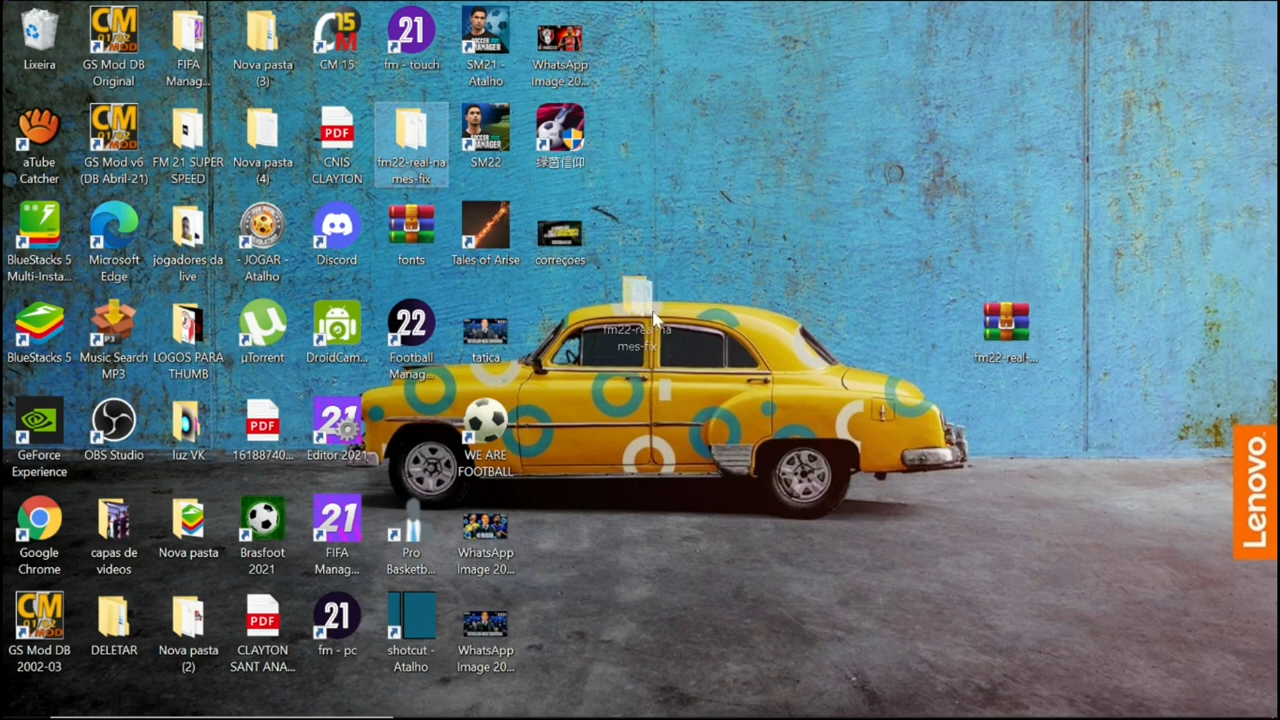 Lixeira
GS Mod DB
Original
FIFA
Manag...
Nova pasta
(3)
CM 15
fm - touch
SM21 -
Atalho
WhatsApp
Image 20...
aTube
Catcher
GS Mod v6
(DB Abril-21)
FM 21 SUPER
SPEED
Nova pasta
(4)
CNIS
CLAYTON
fm22-real-na
mes-fix
SM22
绿茵信仰
BlueStacks 5
Multi-Insta...
Microsoft
Edge
jogadores da
live
- JOGAR -
Atalho
Discord
fonts
Tales of Arise
correçoes
fm22-real-na
mes-fix
BlueStacks 5
Music Search
MP3
LOGOS PARA
THUMB
µTorrent
DroidCam...
Football
Manag...
tatica
fm22-real-...
GeForce
Experience
OBS Studio
luz VK
16188740...
Editor 2021
WE ARE
FOOTBALL
Lenovo
Google
Chrome
capas de
videos
Nova pasta
Brasfoot
2021
FIFA
Manag...
Pro
Basketb...
WhatsApp
Image 20...
GS Mod DB
2002-03
DELETAR
Nova pasta
(2)
CLAYTON
SANT ANA...
fm - pc
shotcut -
Atalho
WhatsApp
Image 20...